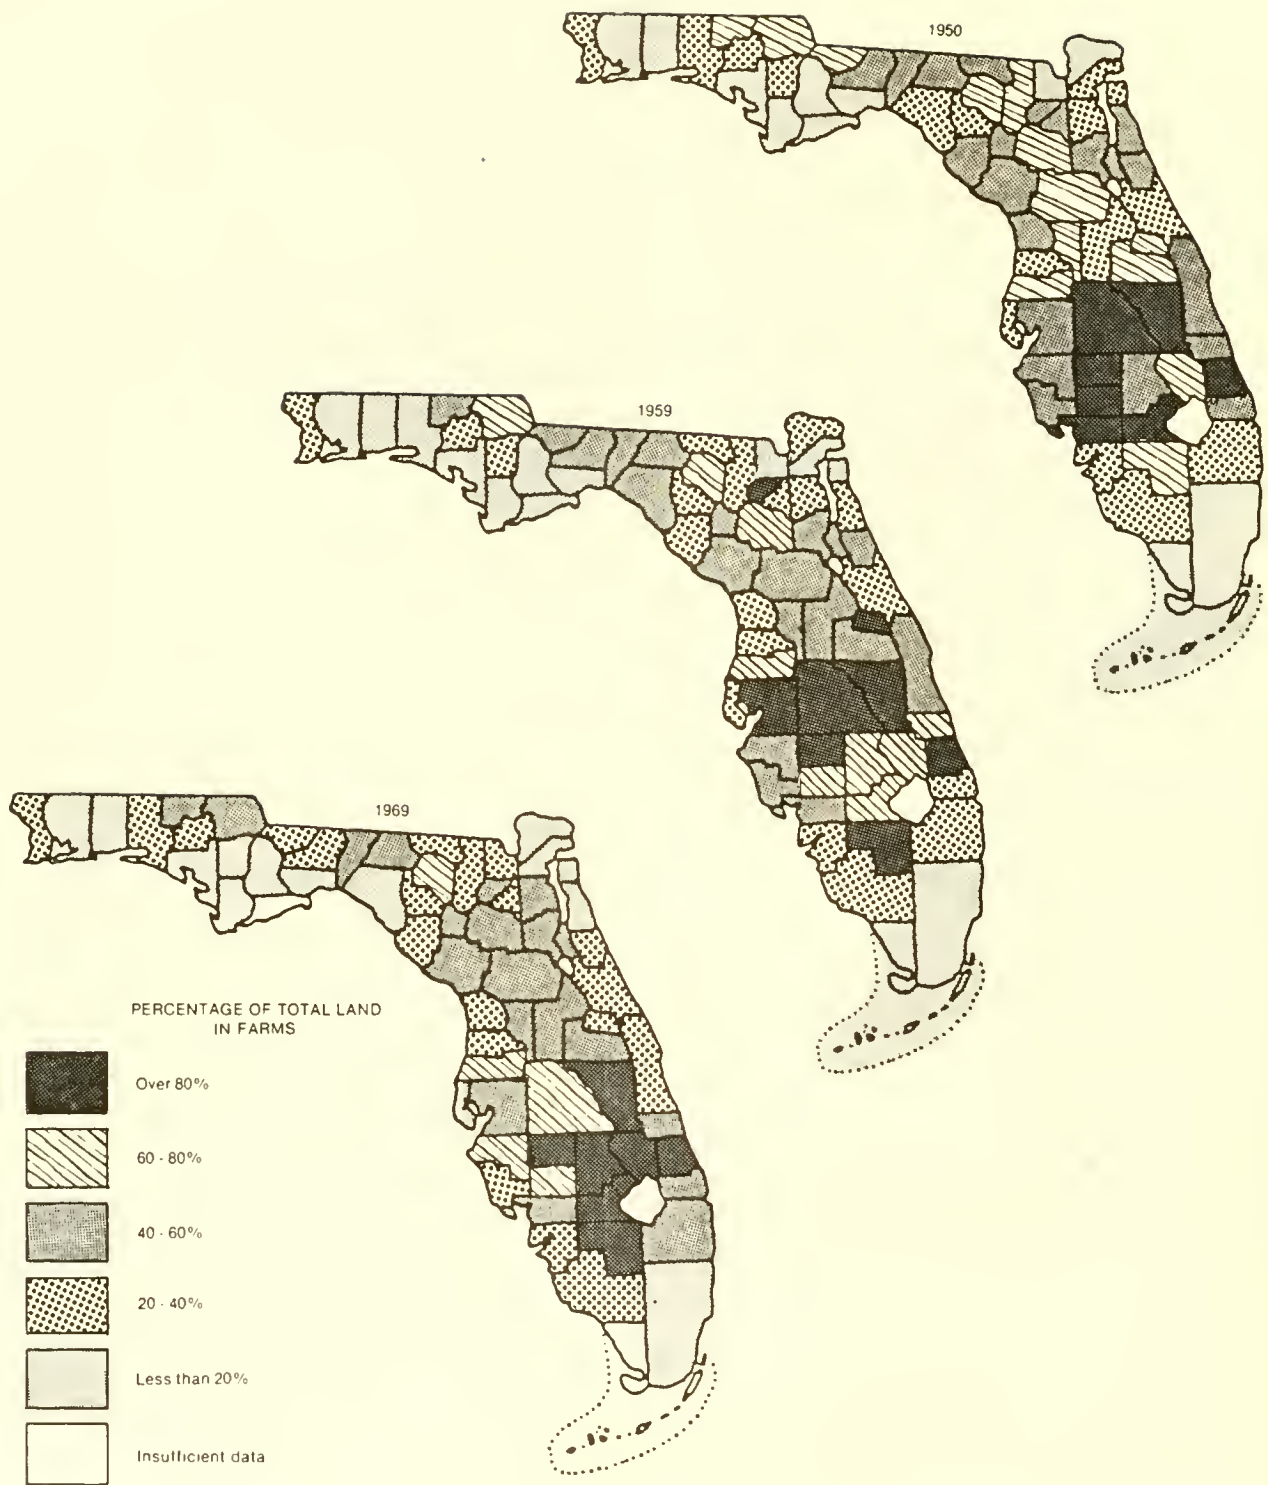 1950
1959
1969
PERCENTAGE OF TOTAL LAND
IN FARMS
Over 80%
60 - 80%
40 - 60%
20 - 40%
Less than 20%
Insufficient data